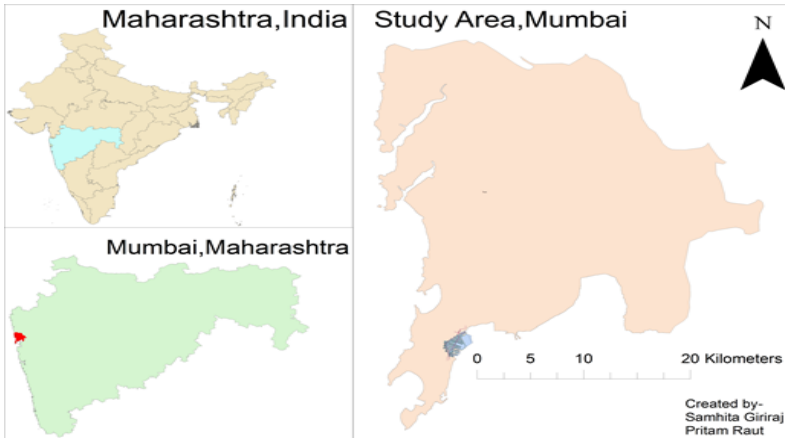 Maharashtra,India
Mumbai,Maharashtra
Study Area,Mumbai
N
0 5 10 20 Kilometers
Created by-
Samhita Giriraj
Pritam Raut